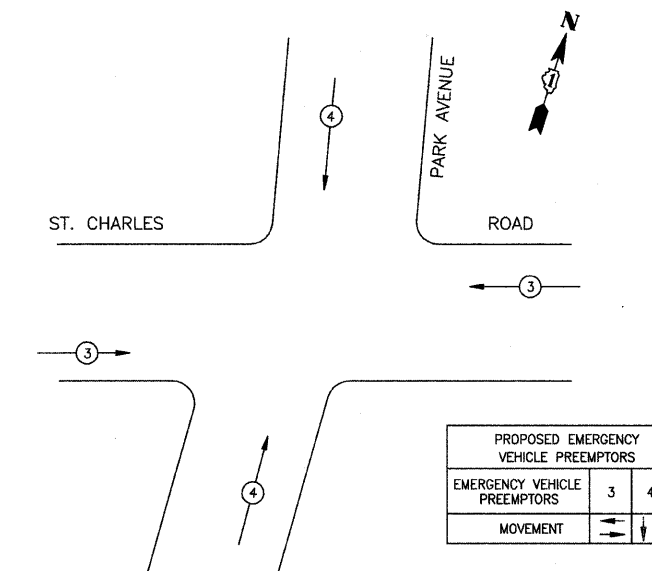 N
1
PARK AVENUE
4
ST. CHARLES ROAD
3
3
4
PROPOSED EMERGENCY
VEHICLE PREEMPTORS
EMERGENCY VEHICLE
PREEMPTORS
3
4
MOVEMENT